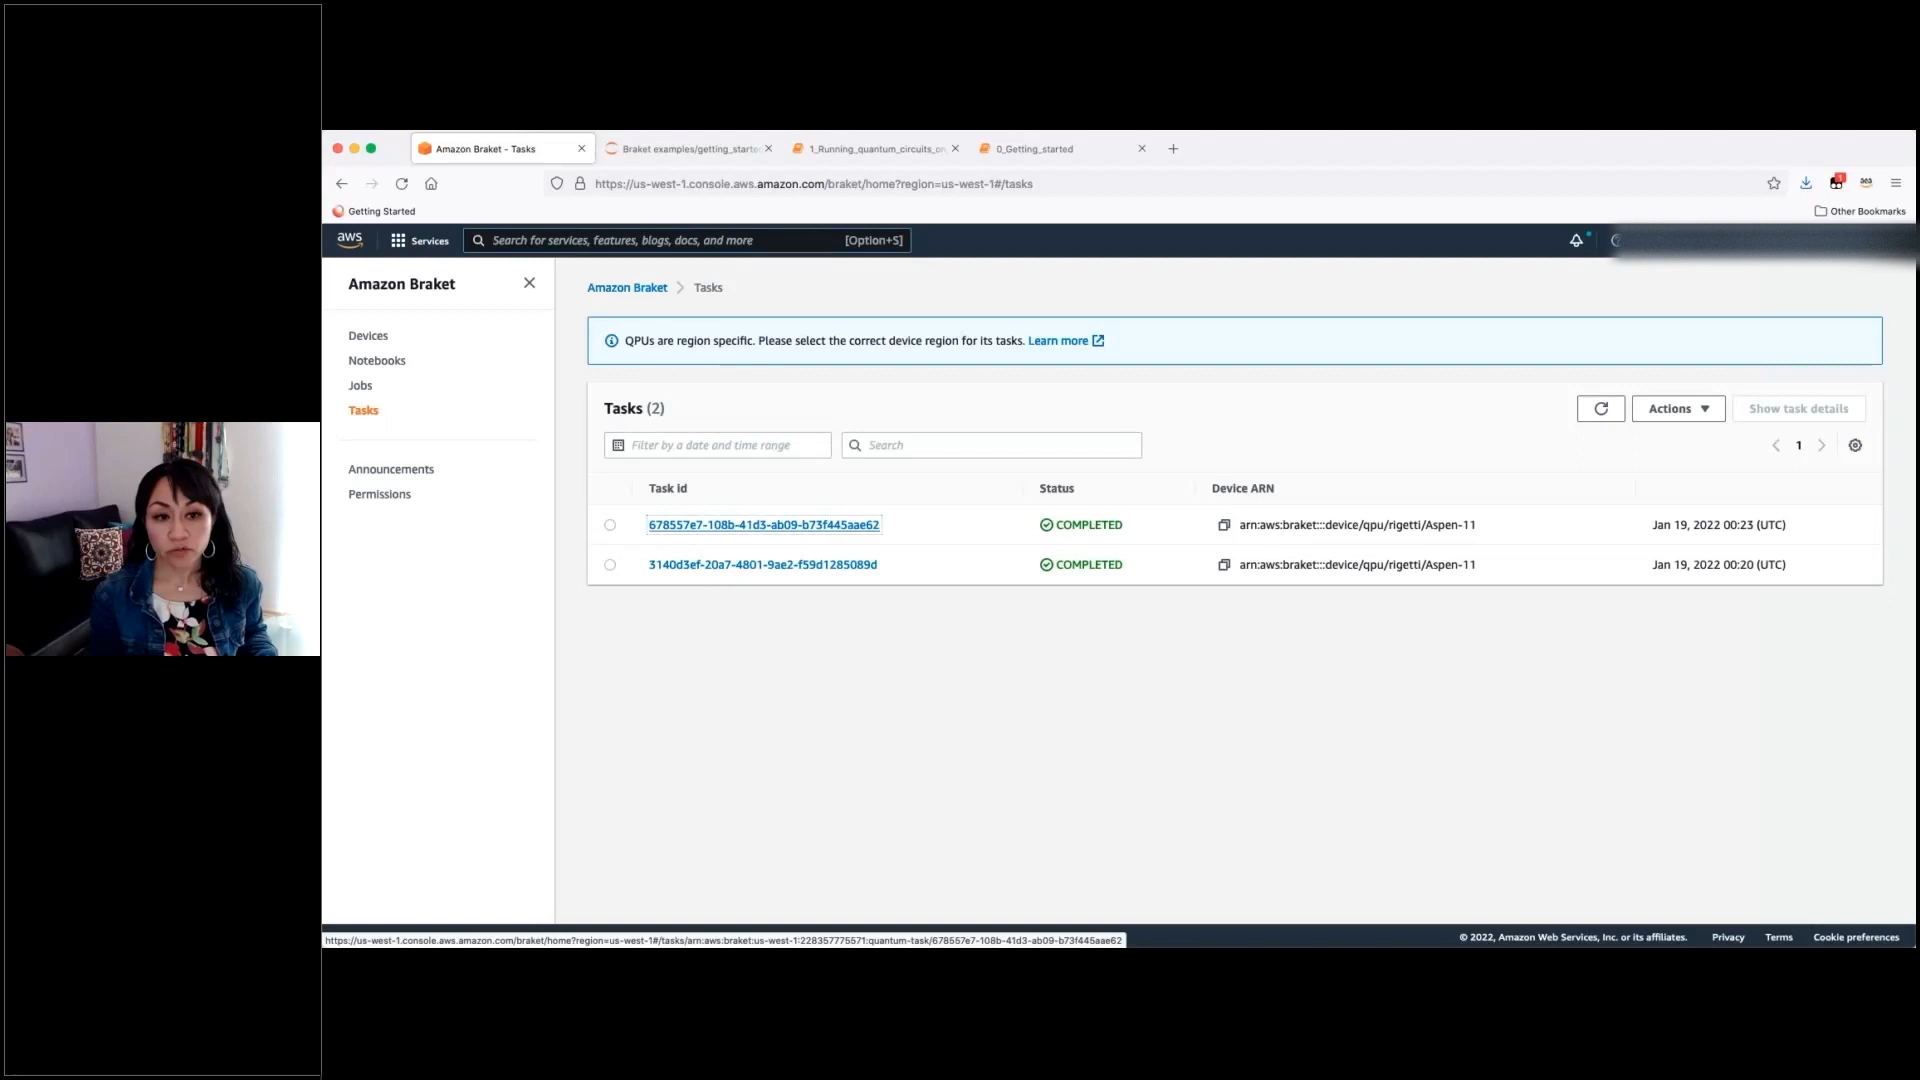 Amazon Braket - Tasks
Braket examples/getting_starte
1_Running_quantum_circuits_on
0_Getting_started
https://us-west-1.console.aws.amazon.com/braket/home?region=us-west-1#/tasks
1
Getting Started
Other Bookmarks
aws
Services
Search for services, features, blogs, docs, and more
[Option+S]
Amazon Braket
Devices
Notebooks
Jobs
Tasks
Announcements
Permissions
Amazon Braket
Tasks
QPUs are region specific. Please select the correct device region for its tasks. Learn more
Tasks (2)
Actions
Show task details
Filter by a date and time range
Search
1
Task id
Status
Device ARN
678557e7-108b-41d3-ab09-b73f445aae62
COMPLETED
arn:aws:braket:::device/qpu/rigetti/Aspen-11
Jan 19, 2022 00:23 (UTC)
3140d3ef-20a7-4801-9ae2-f59d1285089d
COMPLETED
arn:aws:braket:::device/qpu/rigetti/Aspen-11
Jan 19, 2022 00:20 (UTC)
https://us-west-1.console.aws.amazon.com/braket/home?region=us-west-1#/tasks/arn:aws:braket:us-west-1:228357775571:quantum-task/678557e7-108b-41d3-ab09-b73f445aae62
© 2022, Amazon Web Services, Inc. or its affiliates.
Privacy
Terms
Cookie preferences